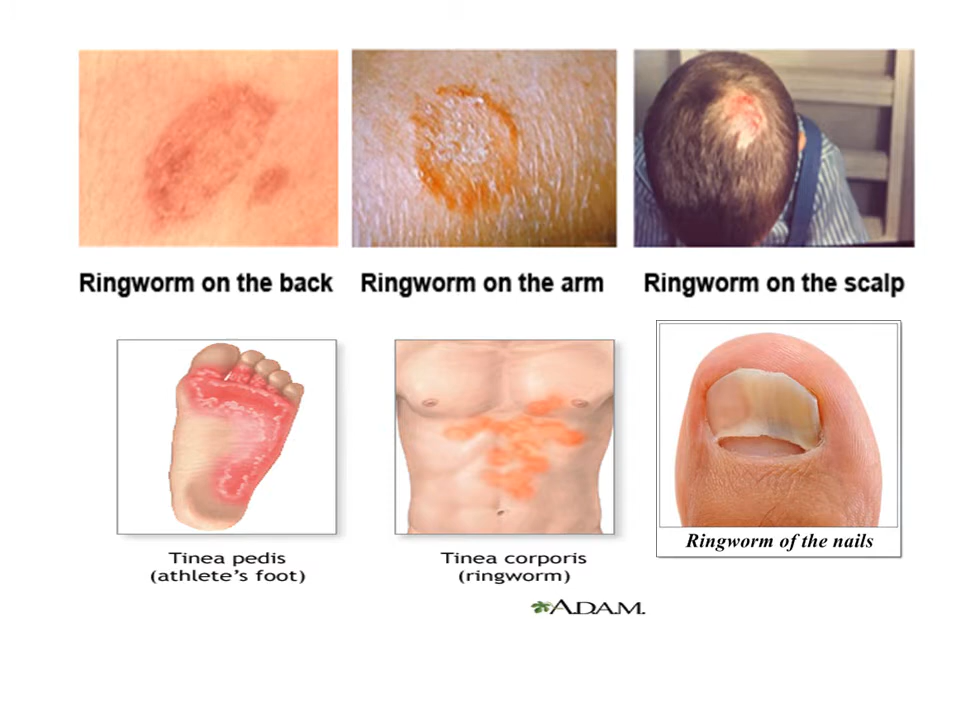 Ringworm on the back
Ringworm on the arm
Ringworm on the scalp
Tinea pedis
(athlete's foot)
Tinea corporis
(ringworm)
Ringworm of the nails
A.D.A.M.